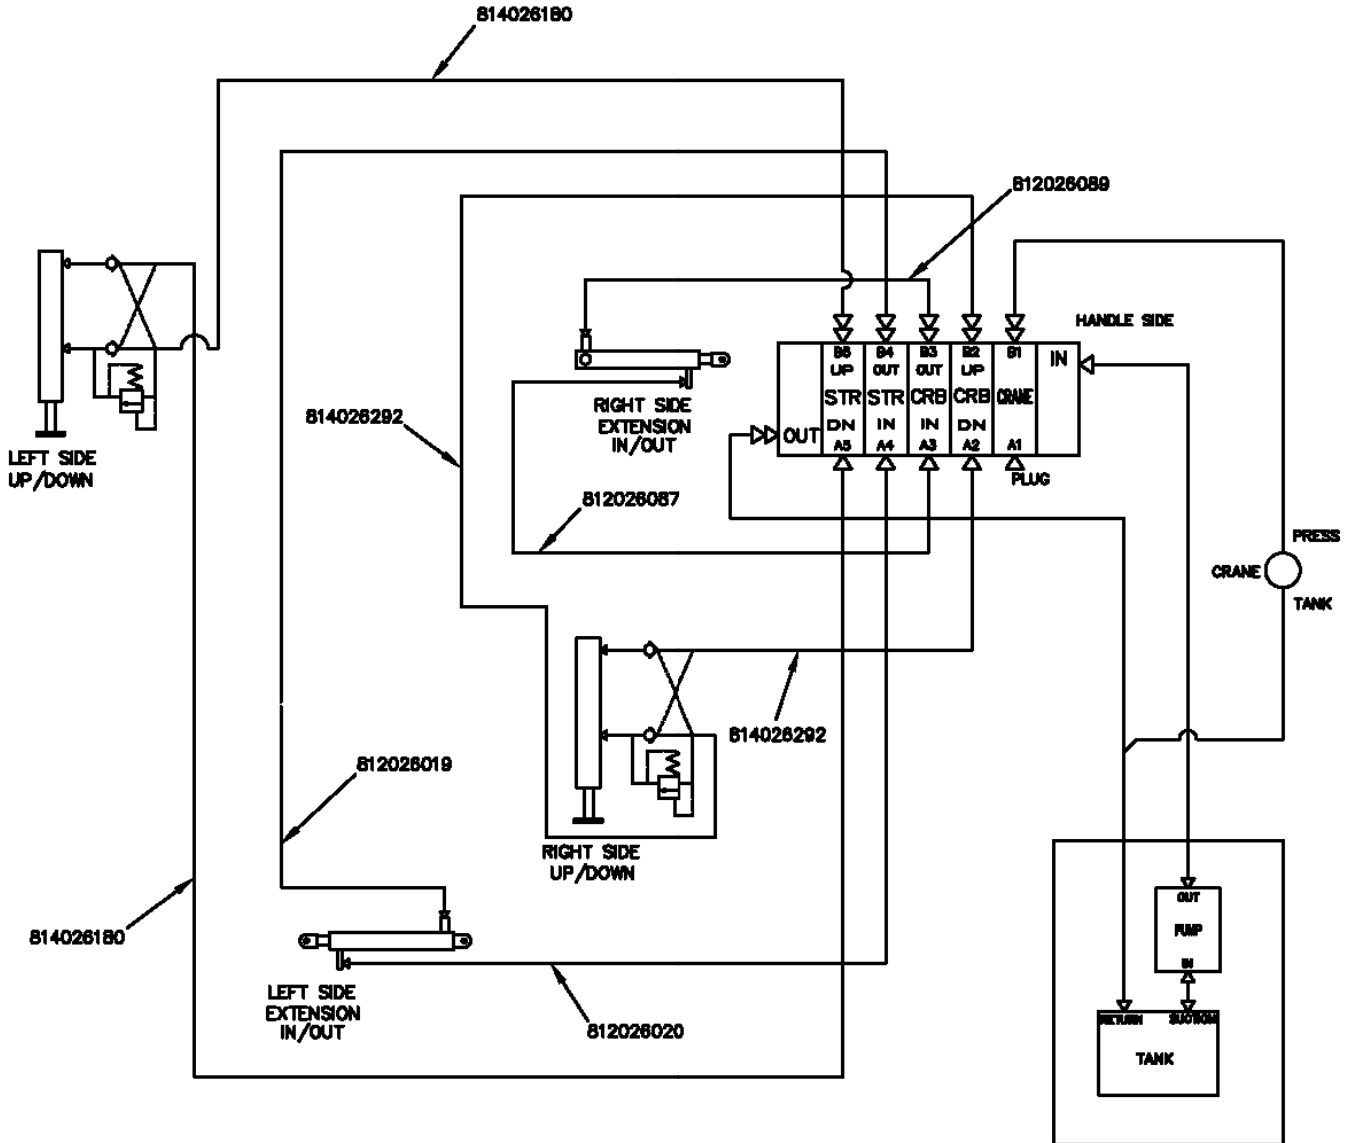 814026180
812026089
HANDLE SIDE
B5 B4 B3 B2 B1
UP OUT OUT UP
IN
STR STR CRB CRB CRANE
DN IN IN DN
OUT
A5 A4 A3 A2 A1
PLUG
RIGHT SIDE
EXTENSION
IN/OUT
814026292
LEFT SIDE
UP/DOWN
812026087
PRESS
CRANE
TANK
814026292
812026019
RIGHT SIDE
UP/DOWN
OUT
PUMP
IN
814026180
LEFT SIDE
EXTENSION
IN/OUT
812026020
RETURN SUCTION
TANK